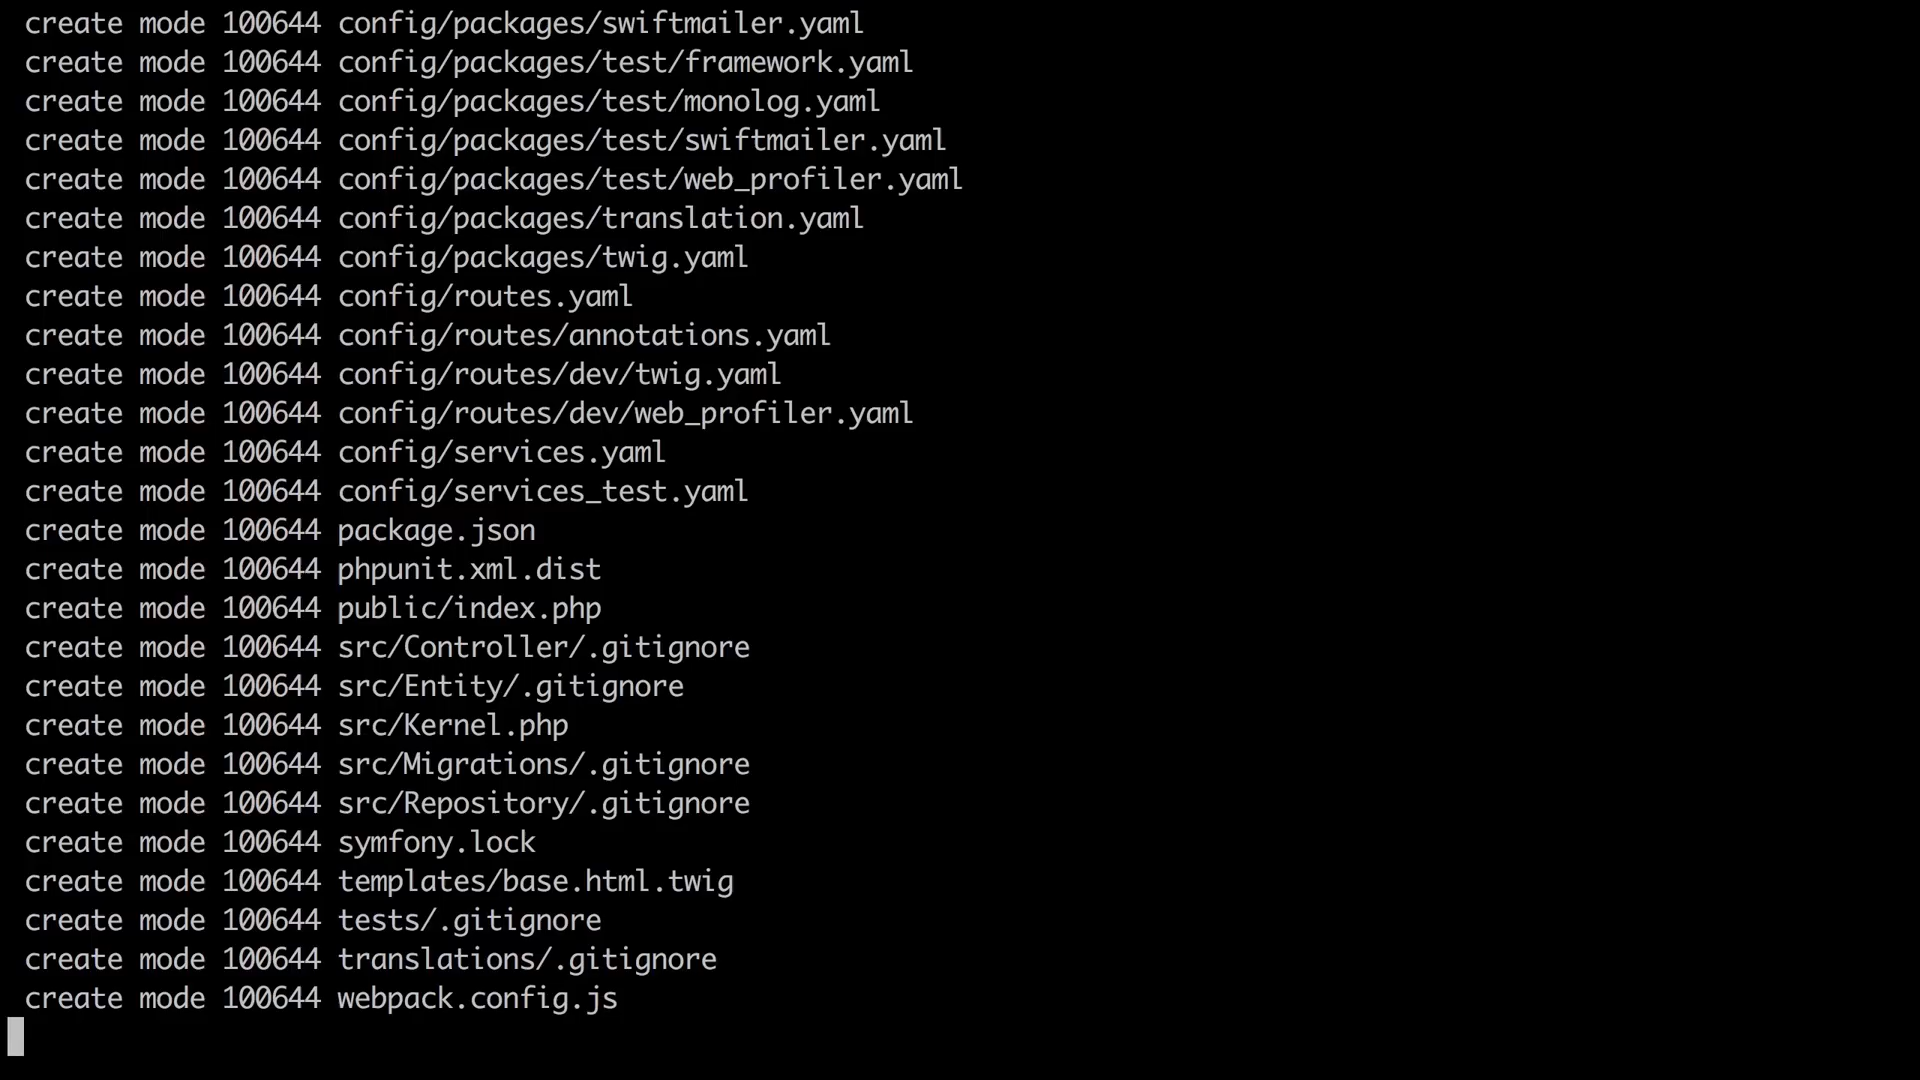 create mode 100644 config/packages/swiftmailer.yaml
create mode 100644 config/packages/test/framework.yaml
create mode 100644 config/packages/test/monolog.yaml
create mode 100644 config/packages/test/swiftmailer.yaml
create mode 100644 config/packages/test/web_profiler.yaml
create mode 100644 config/packages/translation.yaml
create mode 100644 config/packages/twig.yaml
create mode 100644 config/routes.yaml
create mode 100644 config/routes/annotations.yaml
create mode 100644 config/routes/dev/twig.yaml
create mode 100644 config/routes/dev/web_profiler.yaml
create mode 100644 config/services.yaml
create mode 100644 config/services_test.yaml
create mode 100644 package.json
create mode 100644 phpunit.xml.dist
create mode 100644 public/index.php
create mode 100644 src/Controller/.gitignore
create mode 100644 src/Entity/.gitignore
create mode 100644 src/Kernel.php
create mode 100644 src/Migrations/.gitignore
create mode 100644 src/Repository/.gitignore
create mode 100644 symfony.lock
create mode 100644 templates/base.html.twig
create mode 100644 tests/.gitignore
create mode 100644 translations/.gitignore
create mode 100644 webpack.config.js